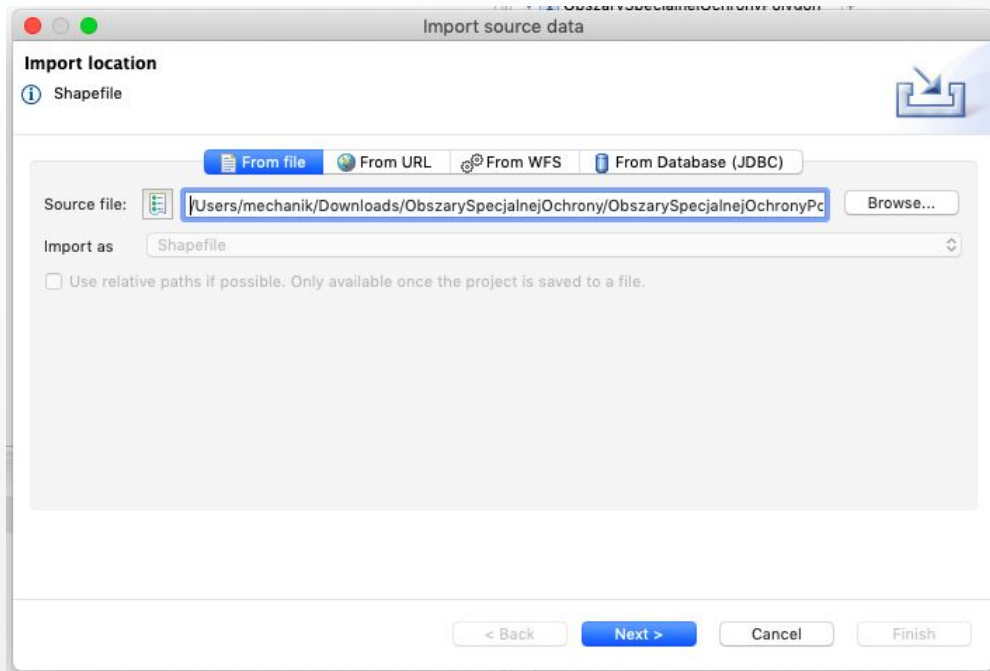 Import source data
Import location
Shapefile
From file From URL From WFS From Database (JDBC)
Source file: /Users/mechanik/Downloads/ObszarySpecjalnejOchrony/ObszarySpecjalnejOchronyPo Browse...
Import as Shapefile
Use relative paths if possible. Only available once the project is saved to a file.
< Back Next > Cancel Finish